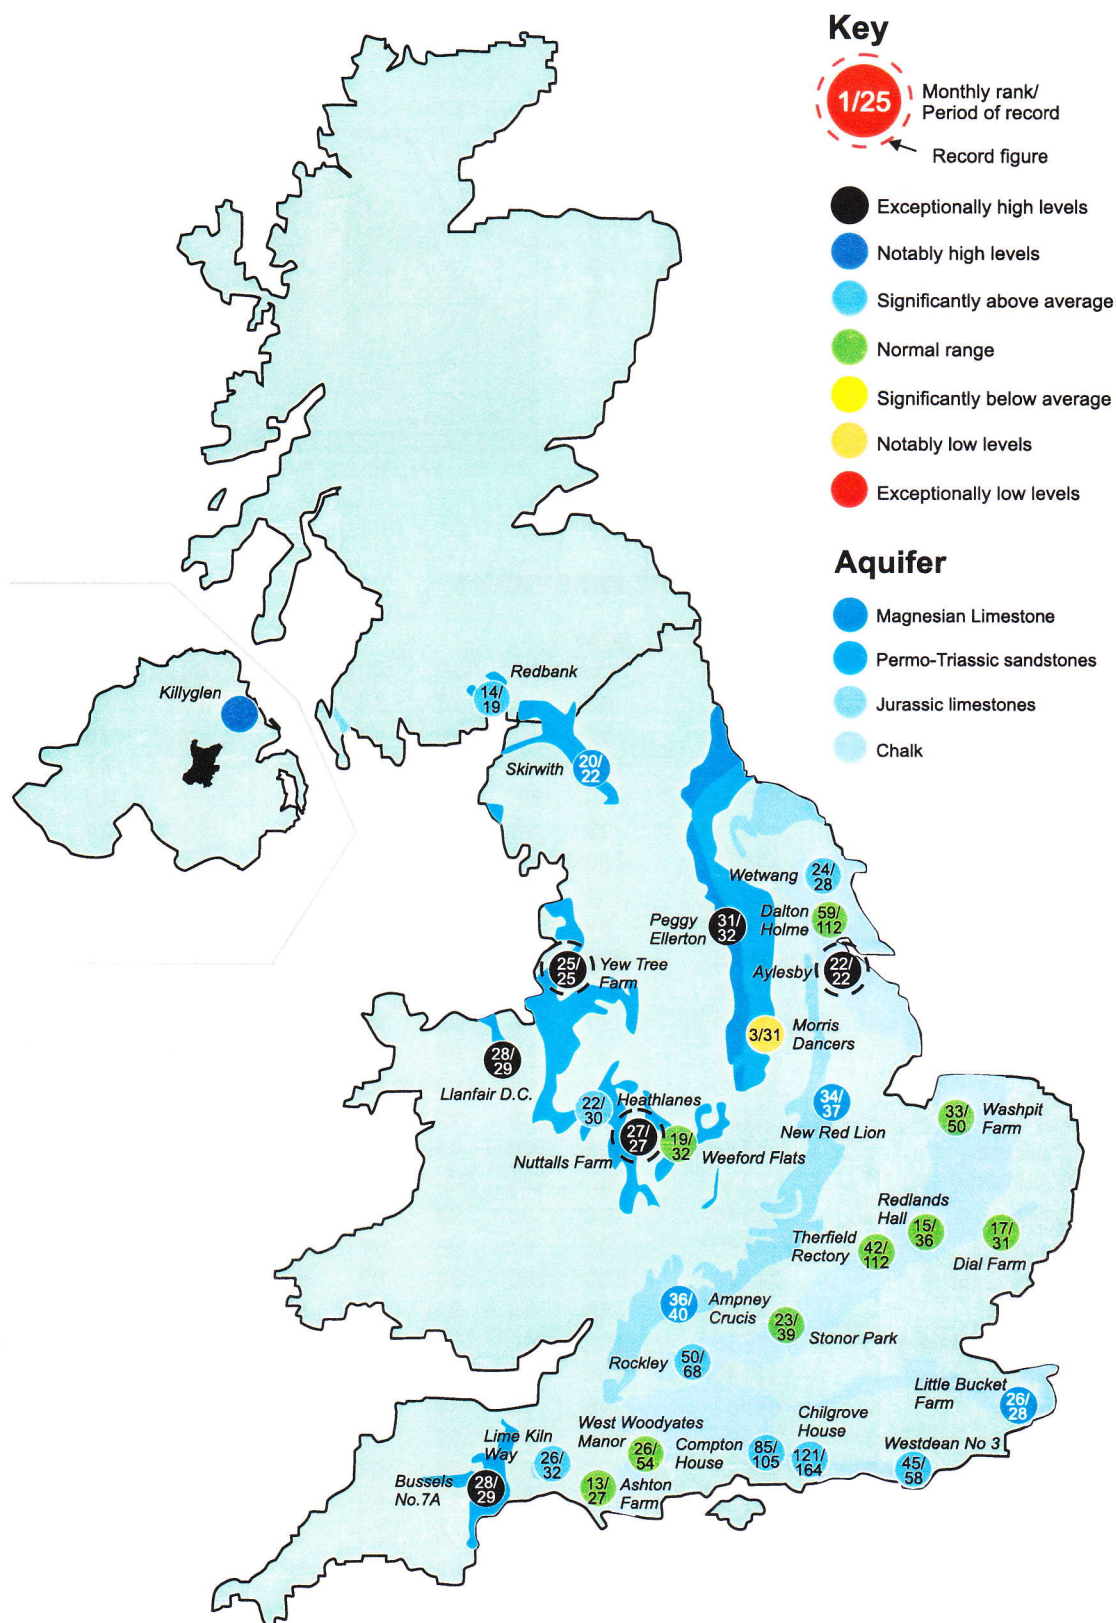 Key
1/25
Monthly rank/
Period of record
Record figure
Exceptionally high levels
Notably high levels
Significantly above average
Normal range
Significantly below average
Notably low levels
Exceptionally low levels
Aquifer
Magnesian Limestone
Permo-Triassic sandstones
Jurassic limestones
Chalk
Redbank
14/
19
Killyglen
Skirwith
20/
22
Wetwang
24/
28
Peggy
Ellerton
31/
32
Dalton
Holme
59/
112
25/
25
Yew Tree
Farm
Aylesby
22/
22
3/31
Morris
Dancers
28/
29
Llanfair D.C.
Heathlanes
22/
30
34/
37
New Red Lion
33/
50
Washpit
Farm
27/
27
Nuttalls Farm
19/
32
Weeford Flats
Redlands
Hall
15/
36
17/
31
Dial Farm
Therfield
Rectory
42/
112
36/
40
Ampney
Crucis
23/
39
Stonor Park
Rockley
50/
68
Little Bucket
Farm
26/
28
Chilgrove
House
121/
164
West Woodyates
Manor
26/
54
Compton
House
85/
105
Westdean No 3
45/
58
Lime Kiln
Way
26/
32
Bussels
No.7A
28/
29
13/
27
Ashton
Farm